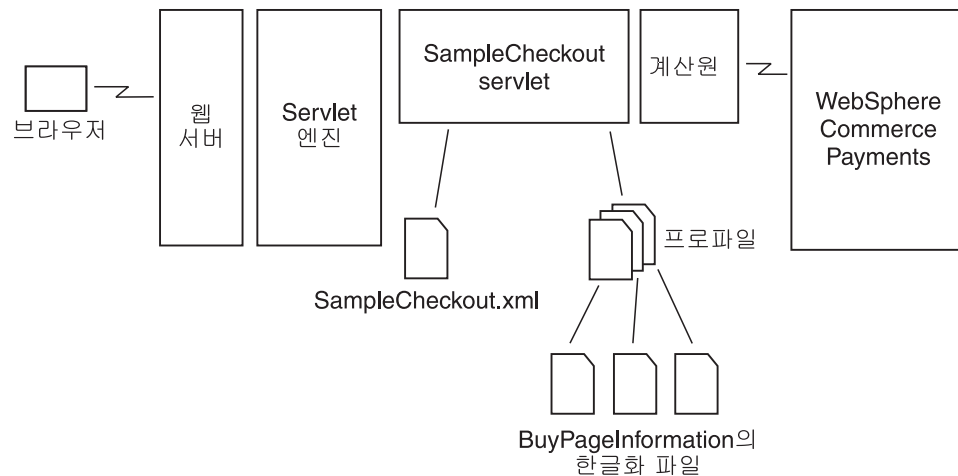 브라우저
웹
서버
Servlet
엔진
SampleCheckout
servlet
계산원
WebSphere
Commerce
Payments
SampleCheckout.xml
프로파일
BuyPageInformation의
한글화 파일